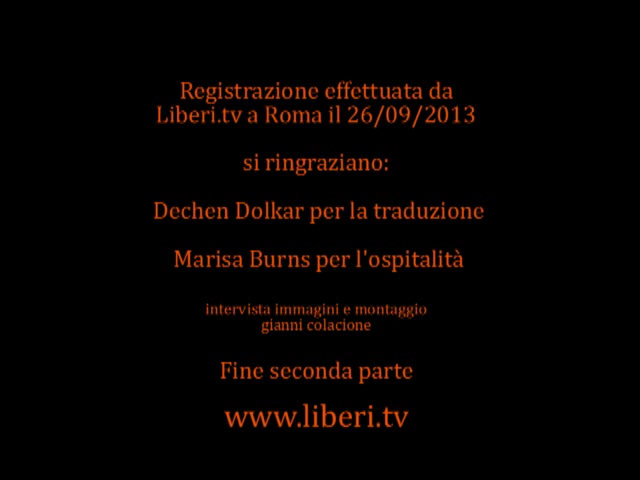 Registrazione effettuata da
Liberi.tv a Roma il 26/09/2013
si ringraziano:
Dechen Dolkar per la traduzione
Marisa Burns per l'ospitalità
intervista immagini e montaggio
gianni colacione
Fine seconda parte
www.liberi.tv